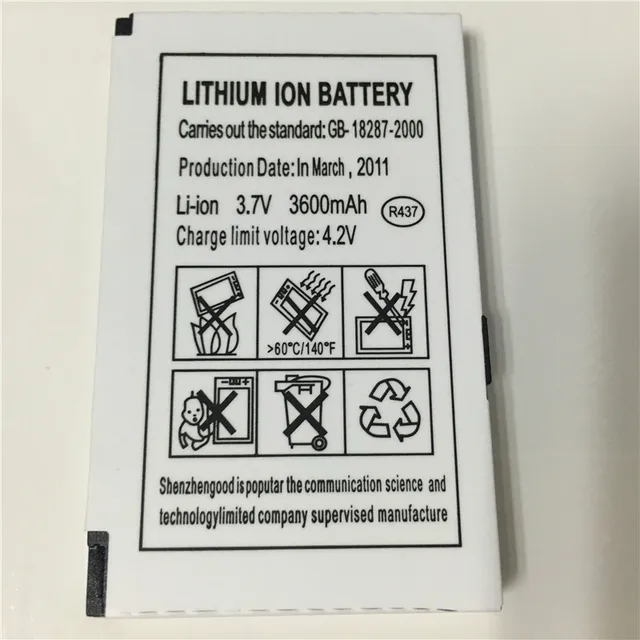 LITHIUM ION BATTERY
Carries out the standard: GB-18287-2000
Production Date: In March, 2011
Li-ion 3.7V 3600mAh R437
Charge limit voltage: 4.2V
>60°C/140°F
Shenzhengood is poputar the communication science and
technologylimited company supervised manufacture